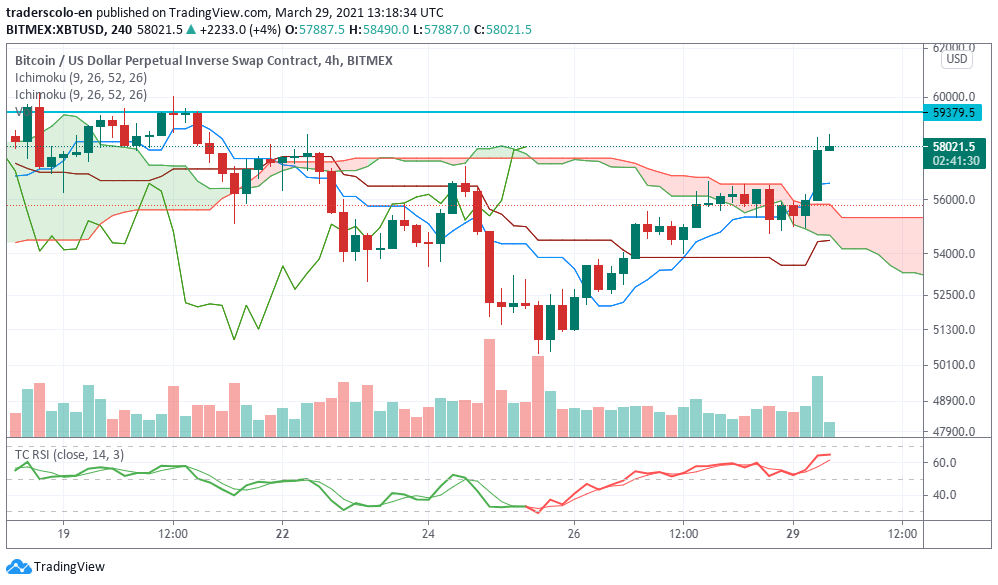 traderscolo-en published on TradingView.com, March 29, 2021 13:18:34 UTC
BITMEX:XBTUSD, 240 58021.5 ▲ +2233.0 (+4%) O:57887.5 H:58490.0 L:57887.0 C:58021.5
Bitcoin / US Dollar Perpetual Inverse Swap Contract, 4h, BITMEX
Ichimoku (9, 26, 52, 26)
Ichimoku (9, 26, 52, 26)
62000.0
USD
60000.0
59379.5
58021.5
02:41:30
56000.0
54000.0
52500.0
51300.0
50100.0
48900.0
47900.0
TC RSI (close, 14, 3)
60.0
40.0
19 12:00 22 24 26 12:00 29 12:00
TradingView